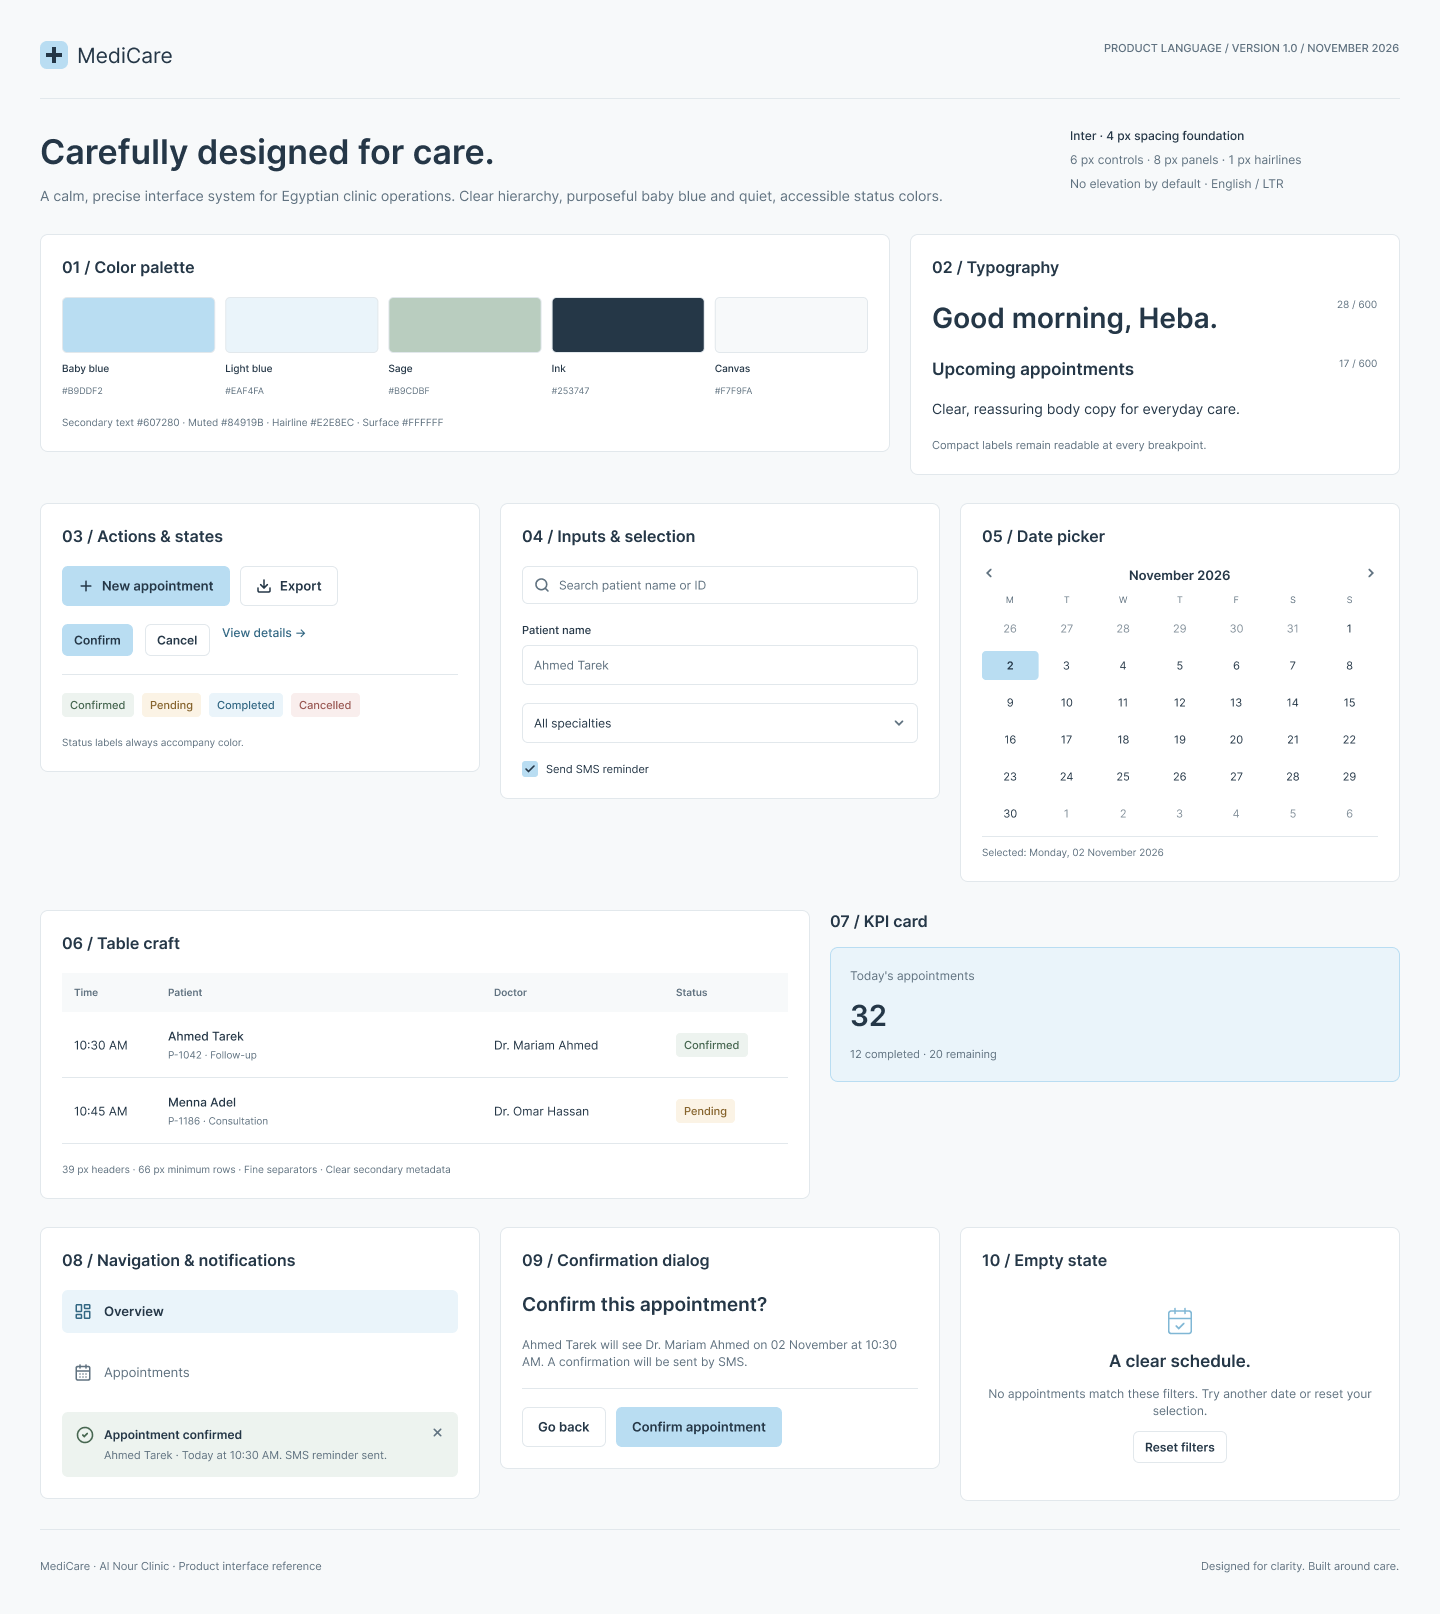 MediCare
PRODUCT LANGUAGE / VERSION 1.0 / NOVEMBER 2026
Carefully designed for care.
A calm, precise interface system for Egyptian clinic operations. Clear hierarchy, purposeful baby blue and quiet, accessible status colors.
Inter · 4 px spacing foundation
6 px controls · 8 px panels · 1 px hairlines
No elevation by default · English / LTR
01 / Color palette
Baby blue
#B9DDF2
Light blue
#EAF4FA
Sage
#B9CDBF
Ink
#253747
Canvas
#F7F9FA
Secondary text #607280 · Muted #84919B · Hairline #E2E8EC · Surface #FFFFFF
02 / Typography
Good morning, Heba.
28 / 600
Upcoming appointments
17 / 600
Clear, reassuring body copy for everyday care.
Compact labels remain readable at every breakpoint.
03 / Actions & states
New appointment
Export
Confirm
Cancel
View details →
Confirmed
Pending
Completed
Cancelled
Status labels always accompany color.
04 / Inputs & selection
Search patient name or ID
Patient name
Ahmed Tarek
All specialties
Send SMS reminder
05 / Date picker
November 2026
M T W T F S S
26 27 28 29 30 31 1
2 3 4 5 6 7 8
9 10 11 12 13 14 15
16 17 18 19 20 21 22
23 24 25 26 27 28 29
30 1 2 3 4 5 6
Selected: Monday, 02 November 2026
06 / Table craft
Time Patient Doctor Status
10:30 AM Ahmed Tarek Dr. Mariam Ahmed Confirmed
P-1042 · Follow-up
10:45 AM Menna Adel Dr. Omar Hassan Pending
P-1186 · Consultation
39 px headers · 66 px minimum rows · Fine separators · Clear secondary metadata
07 / KPI card
Today's appointments
32
12 completed · 20 remaining
08 / Navigation & notifications
Overview
Appointments
Appointment confirmed
Ahmed Tarek · Today at 10:30 AM. SMS reminder sent.
09 / Confirmation dialog
Confirm this appointment?
Ahmed Tarek will see Dr. Mariam Ahmed on 02 November at 10:30
AM. A confirmation will be sent by SMS.
Go back
Confirm appointment
10 / Empty state
A clear schedule.
No appointments match these filters. Try another date or reset your
selection.
Reset filters
MediCare · Al Nour Clinic · Product interface reference
Designed for clarity. Built around care.